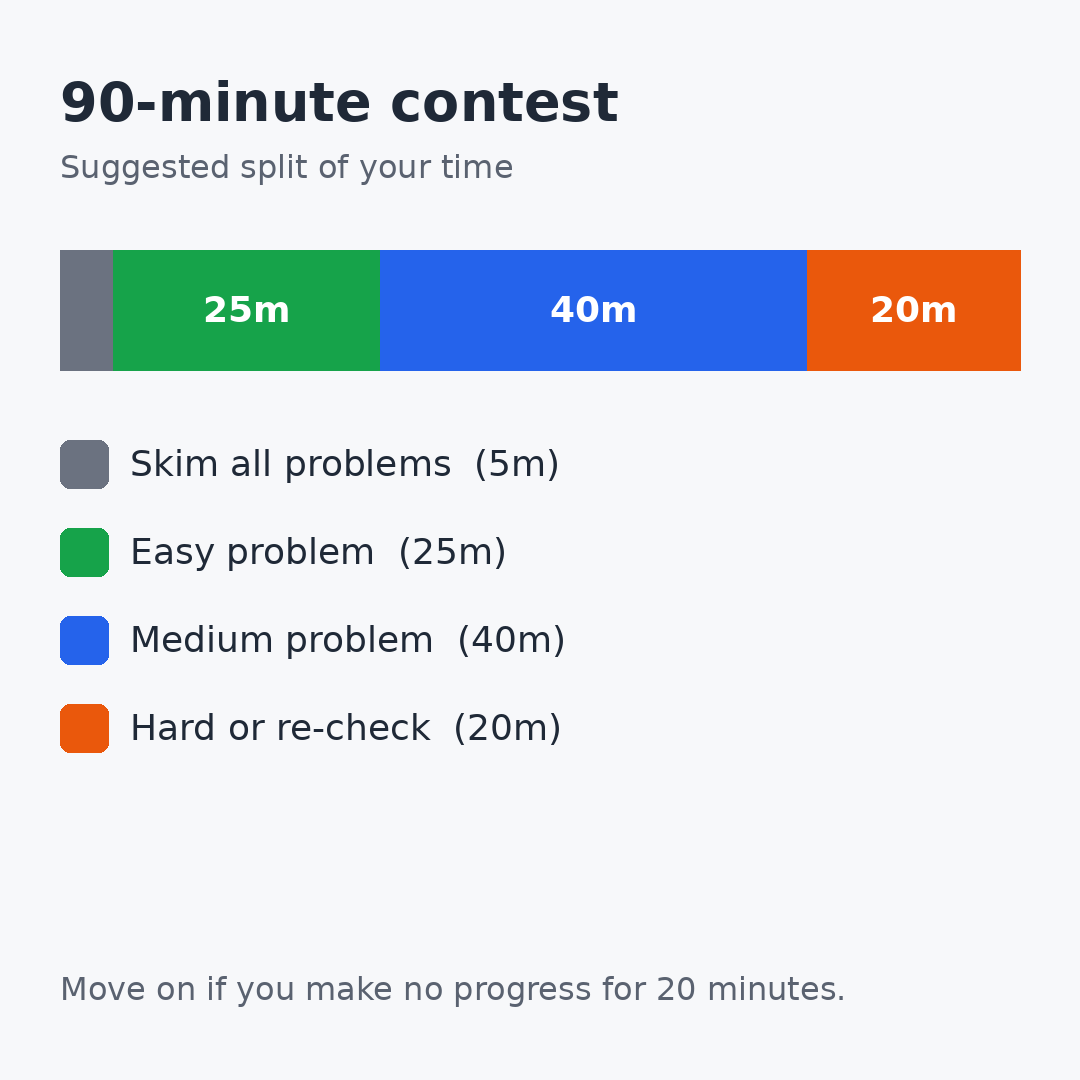 90-minute contest
Suggested split of your time
25m 40m 20m
Skim all problems (5m)
Easy problem (25m)
Medium problem (40m)
Hard or re-check (20m)
Move on if you make no progress for 20 minutes.